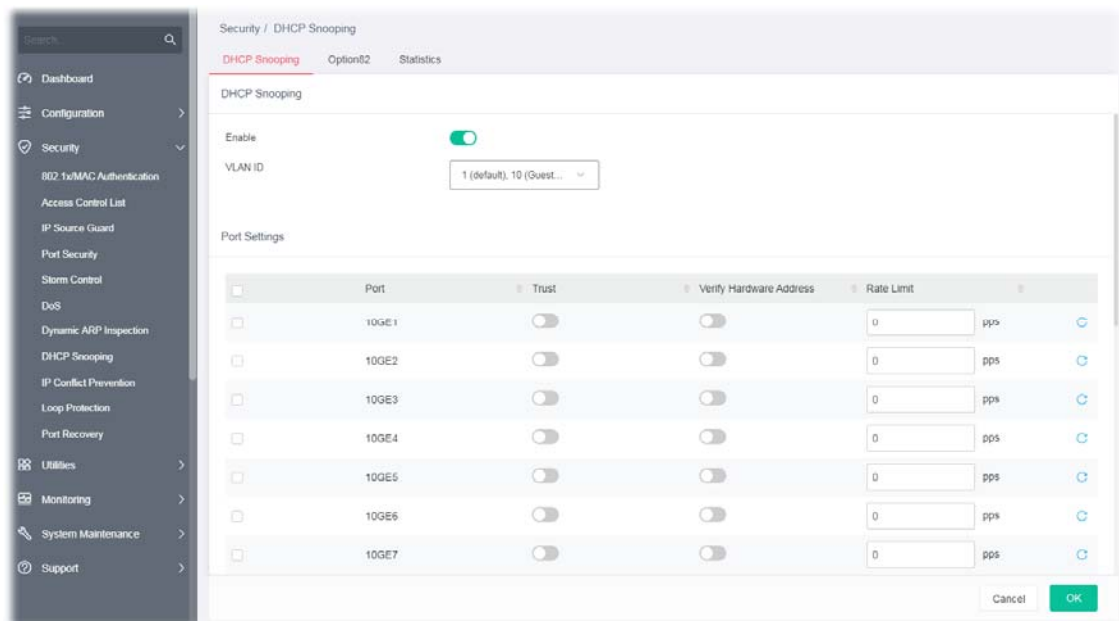 Search...
Dashboard
Configuration
Security
802.1x/MAC Authentication
Access Control List
IP Source Guard
Port Security
Storm Control
DoS
Dynamic ARP Inspection
DHCP Snooping
IP Conflict Prevention
Loop Protection
Port Recovery
Utilities
Monitoring
System Maintenance
Support
Security / DHCP Snooping
DHCP Snooping Option82 Statistics
DHCP Snooping
Enable
VLAN ID 1 (default), 10 (Guest...
Port Settings
Port Trust Verify Hardware Address Rate Limit
10GE1 0 pps
10GE2 0 pps
10GE3 0 pps
10GE4 0 pps
10GE5 0 pps
10GE6 0 pps
10GE7 0 pps
Cancel OK